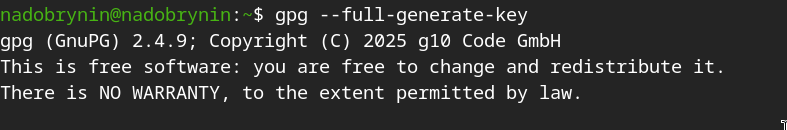 nadobrynin@nadobrynin:~$ gpg --full-generate-key
gpg (GnuPG) 2.4.9; Copyright (C) 2025 g10 Code GmbH
This is free software: you are free to change and redistribute it.
There is NO WARRANTY, to the extent permitted by law.